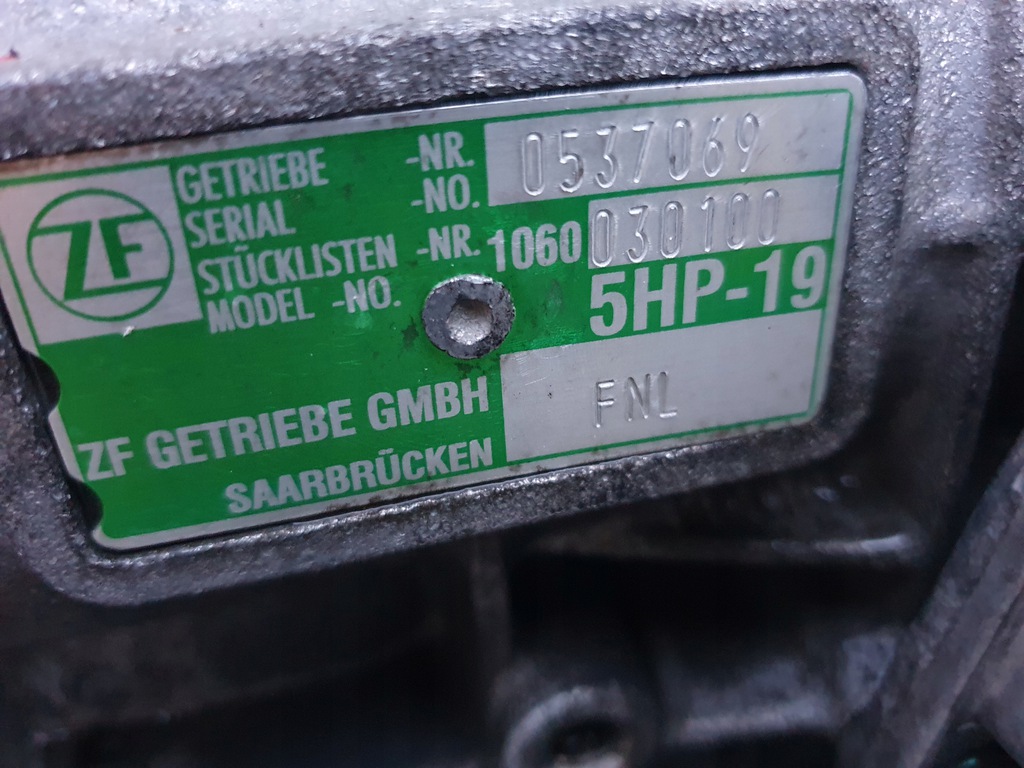 ZF
GETRIEBE -NR. 0537069
SERIAL -NO.
STÜCKLISTEN -NR. 1060 030100
MODEL -NO. 5HP-19
ZF GETRIEBE GMBH FNL
SAARBRÜCKEN